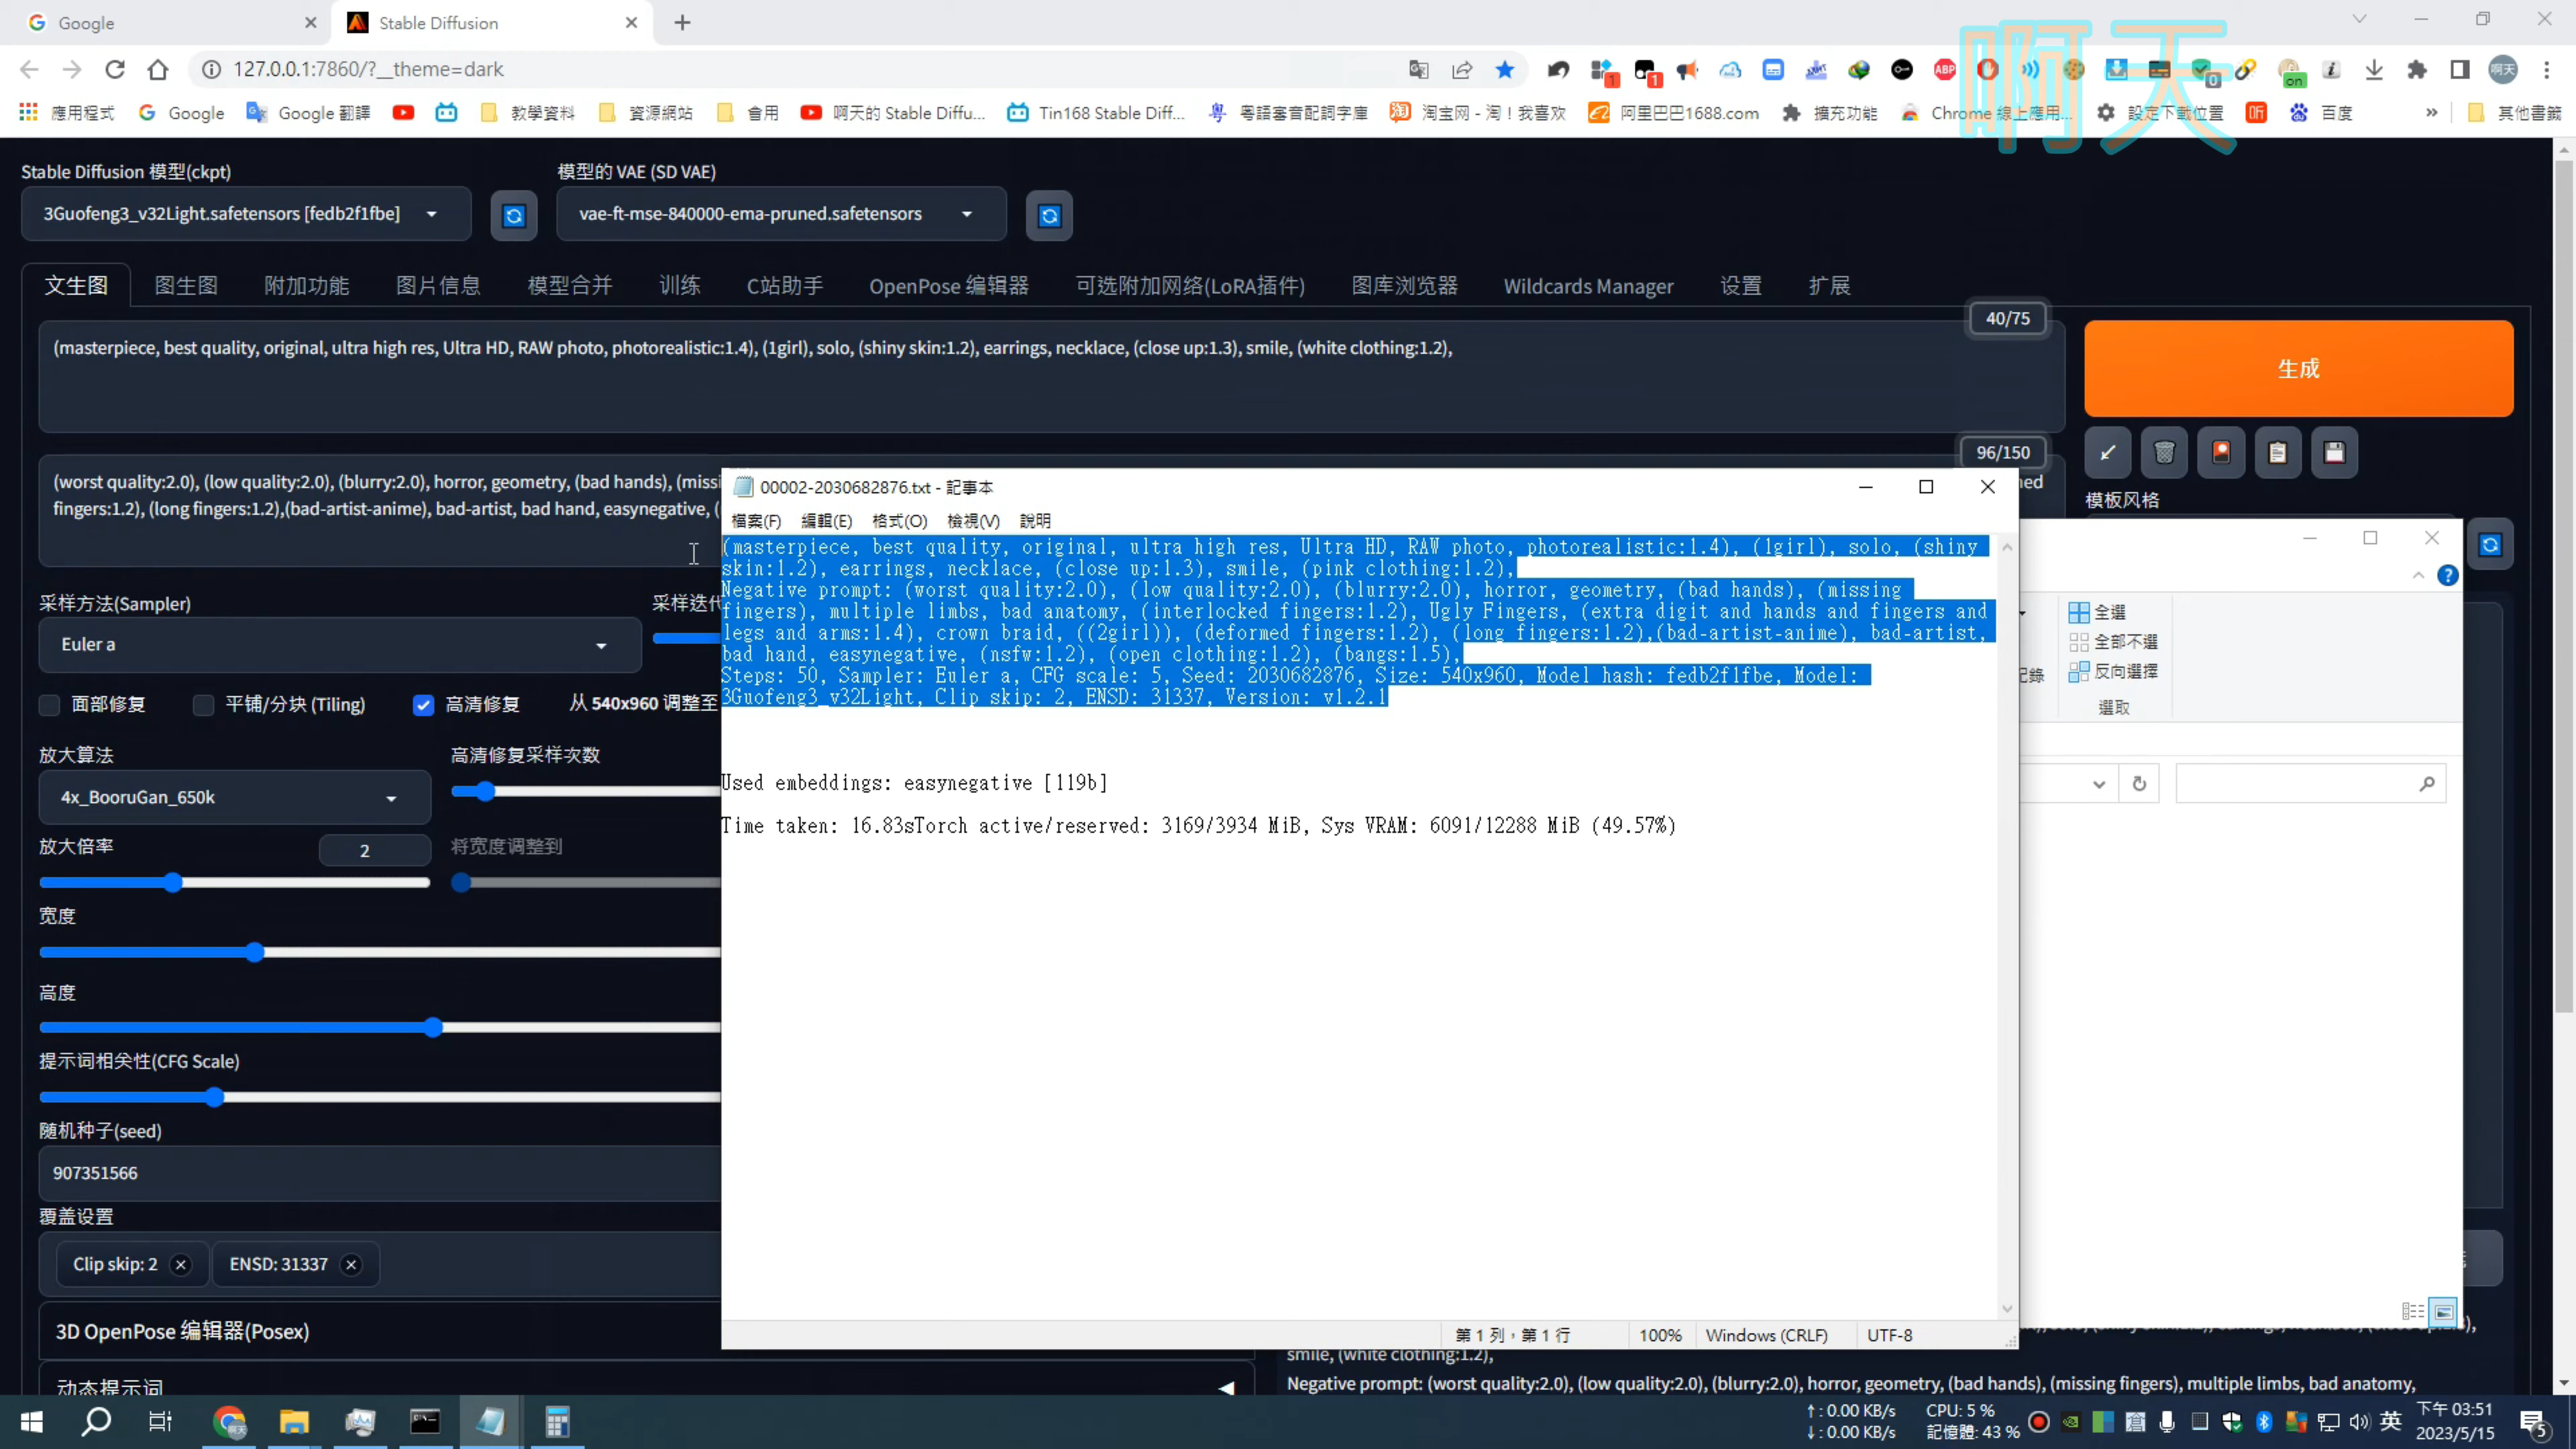 Google
Stable Diffusion
啊天
127.0.0.1:7860/?__theme=dark
應用程式
Google
Google 翻譯
教學資料
資源網站
會用
啊天的 Stable Diffu...
Tin168 Stable Diff...
粵語審音配詞字庫
淘宝网 - 淘！我喜欢
阿里巴巴1688.com
擴充功能
Chrome 線上應用...
設定下載位置
百度
»
其他書籤
Stable Diffusion 模型(ckpt)
模型的 VAE (SD VAE)
3Guofeng3_v32Light.safetensors [fedb2f1fbe]
vae-ft-mse-840000-ema-pruned.safetensors
文生图
图生图
附加功能
图片信息
模型合并
训练
C站助手
OpenPose 编辑器
可选附加网络(LoRA插件)
图库浏览器
Wildcards Manager
设置
扩展
40/75
(masterpiece, best quality, original, ultra high res, Ultra HD, RAW photo, photorealistic:1.4), (1girl), solo, (shiny skin:1.2), earrings, necklace, (close up:1.3), smile, (white clothing:1.2),
生成
96/150
(worst quality:2.0), (low quality:2.0), (blurry:2.0), horror, geometry, (bad hands), (missi
fingers:1.2), (long fingers:1.2),(bad-artist-anime), bad-artist, bad hand, easynegative, (
ned
模板风格
00002-2030682876.txt - 記事本
檔案(F)
編輯(E)
格式(O)
檢視(V)
說明
(masterpiece, best quality, original, ultra high res, Ultra HD, RAW photo, photorealistic:1.4), (1girl), solo, (shiny
skin:1.2), earrings, necklace, (close up:1.3), smile, (pink clothing:1.2),
Negative prompt: (worst quality:2.0), (low quality:2.0), (blurry:2.0), horror, geometry, (bad hands), (missing
fingers), multiple limbs, bad anatomy, (interlocked fingers:1.2), Ugly Fingers, (extra digit and hands and fingers and
legs and arms:1.4), crown braid, ((2girl)), (deformed fingers:1.2), (long fingers:1.2),(bad-artist-anime), bad-artist,
bad hand, easynegative, (nsfw:1.2), (open clothing:1.2), (bangs:1.5),
Steps: 50, Sampler: Euler a, CFG scale: 5, Seed: 2030682876, Size: 540x960, Model hash: fedb2f1fbe, Model:
3Guofeng3_v32Light, Clip skip: 2, ENSD: 31337, Version: v1.2.1
Used embeddings: easynegative [119b]
Time taken: 16.83sTorch active/reserved: 3169/3934 MiB, Sys VRAM: 6091/12288 MiB (49.57%)
第 1 列，第 1 行
100%
Windows (CRLF)
UTF-8
全選
全部不選
反向選擇
選取
采样方法(Sampler)
采样迭代
Euler a
面部修复
平铺/分块 (Tiling)
高清修复
从 540x960 调整至
放大算法
高清修复采样次数
4x_BooruGan_650k
放大倍率
2
将宽度调整到
宽度
高度
提示词相关性(CFG Scale)
随机种子(seed)
907351566
覆盖设置
Clip skip: 2
ENSD: 31337
3D OpenPose 编辑器(Posex)
动态提示词
smile, (white clothing:1.2),
Negative prompt: (worst quality:2.0), (low quality:2.0), (blurry:2.0), horror, geometry, (bad hands), (missing fingers), multiple limbs, bad anatomy,
↑: 0.00 KB/s
↓: 0.00 KB/s
CPU: 5 %
記憶體: 43 %
英
下午 03:51
2023/5/15
5